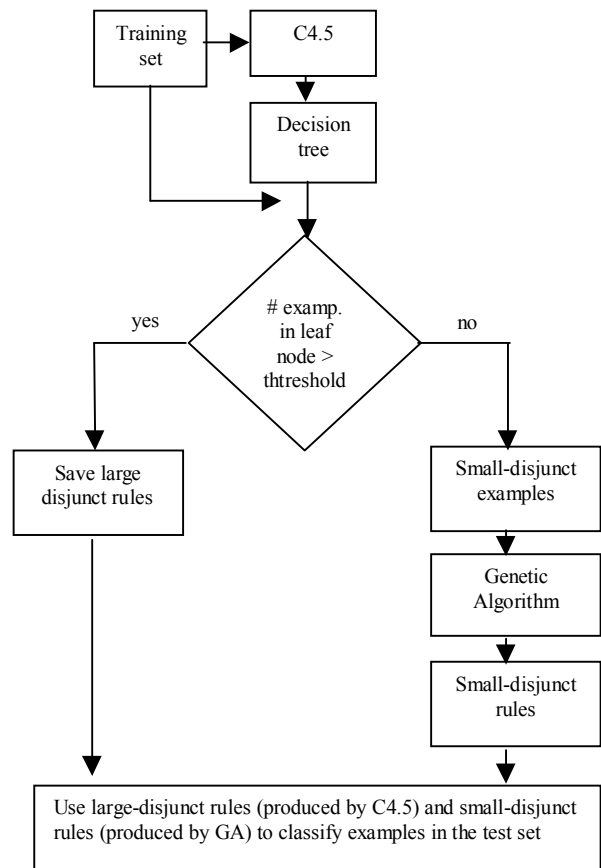 Training
set
C4.5
Decision
tree
# examp.
in leaf
node >
thtreshold
yes
no
Save large
disjunct rules
Small-disjunct
examples
Genetic
Algorithm
Small-disjunct
rules
Use large-disjunct rules (produced by C4.5) and small-disjunct
rules (produced by GA) to classify examples in the test set